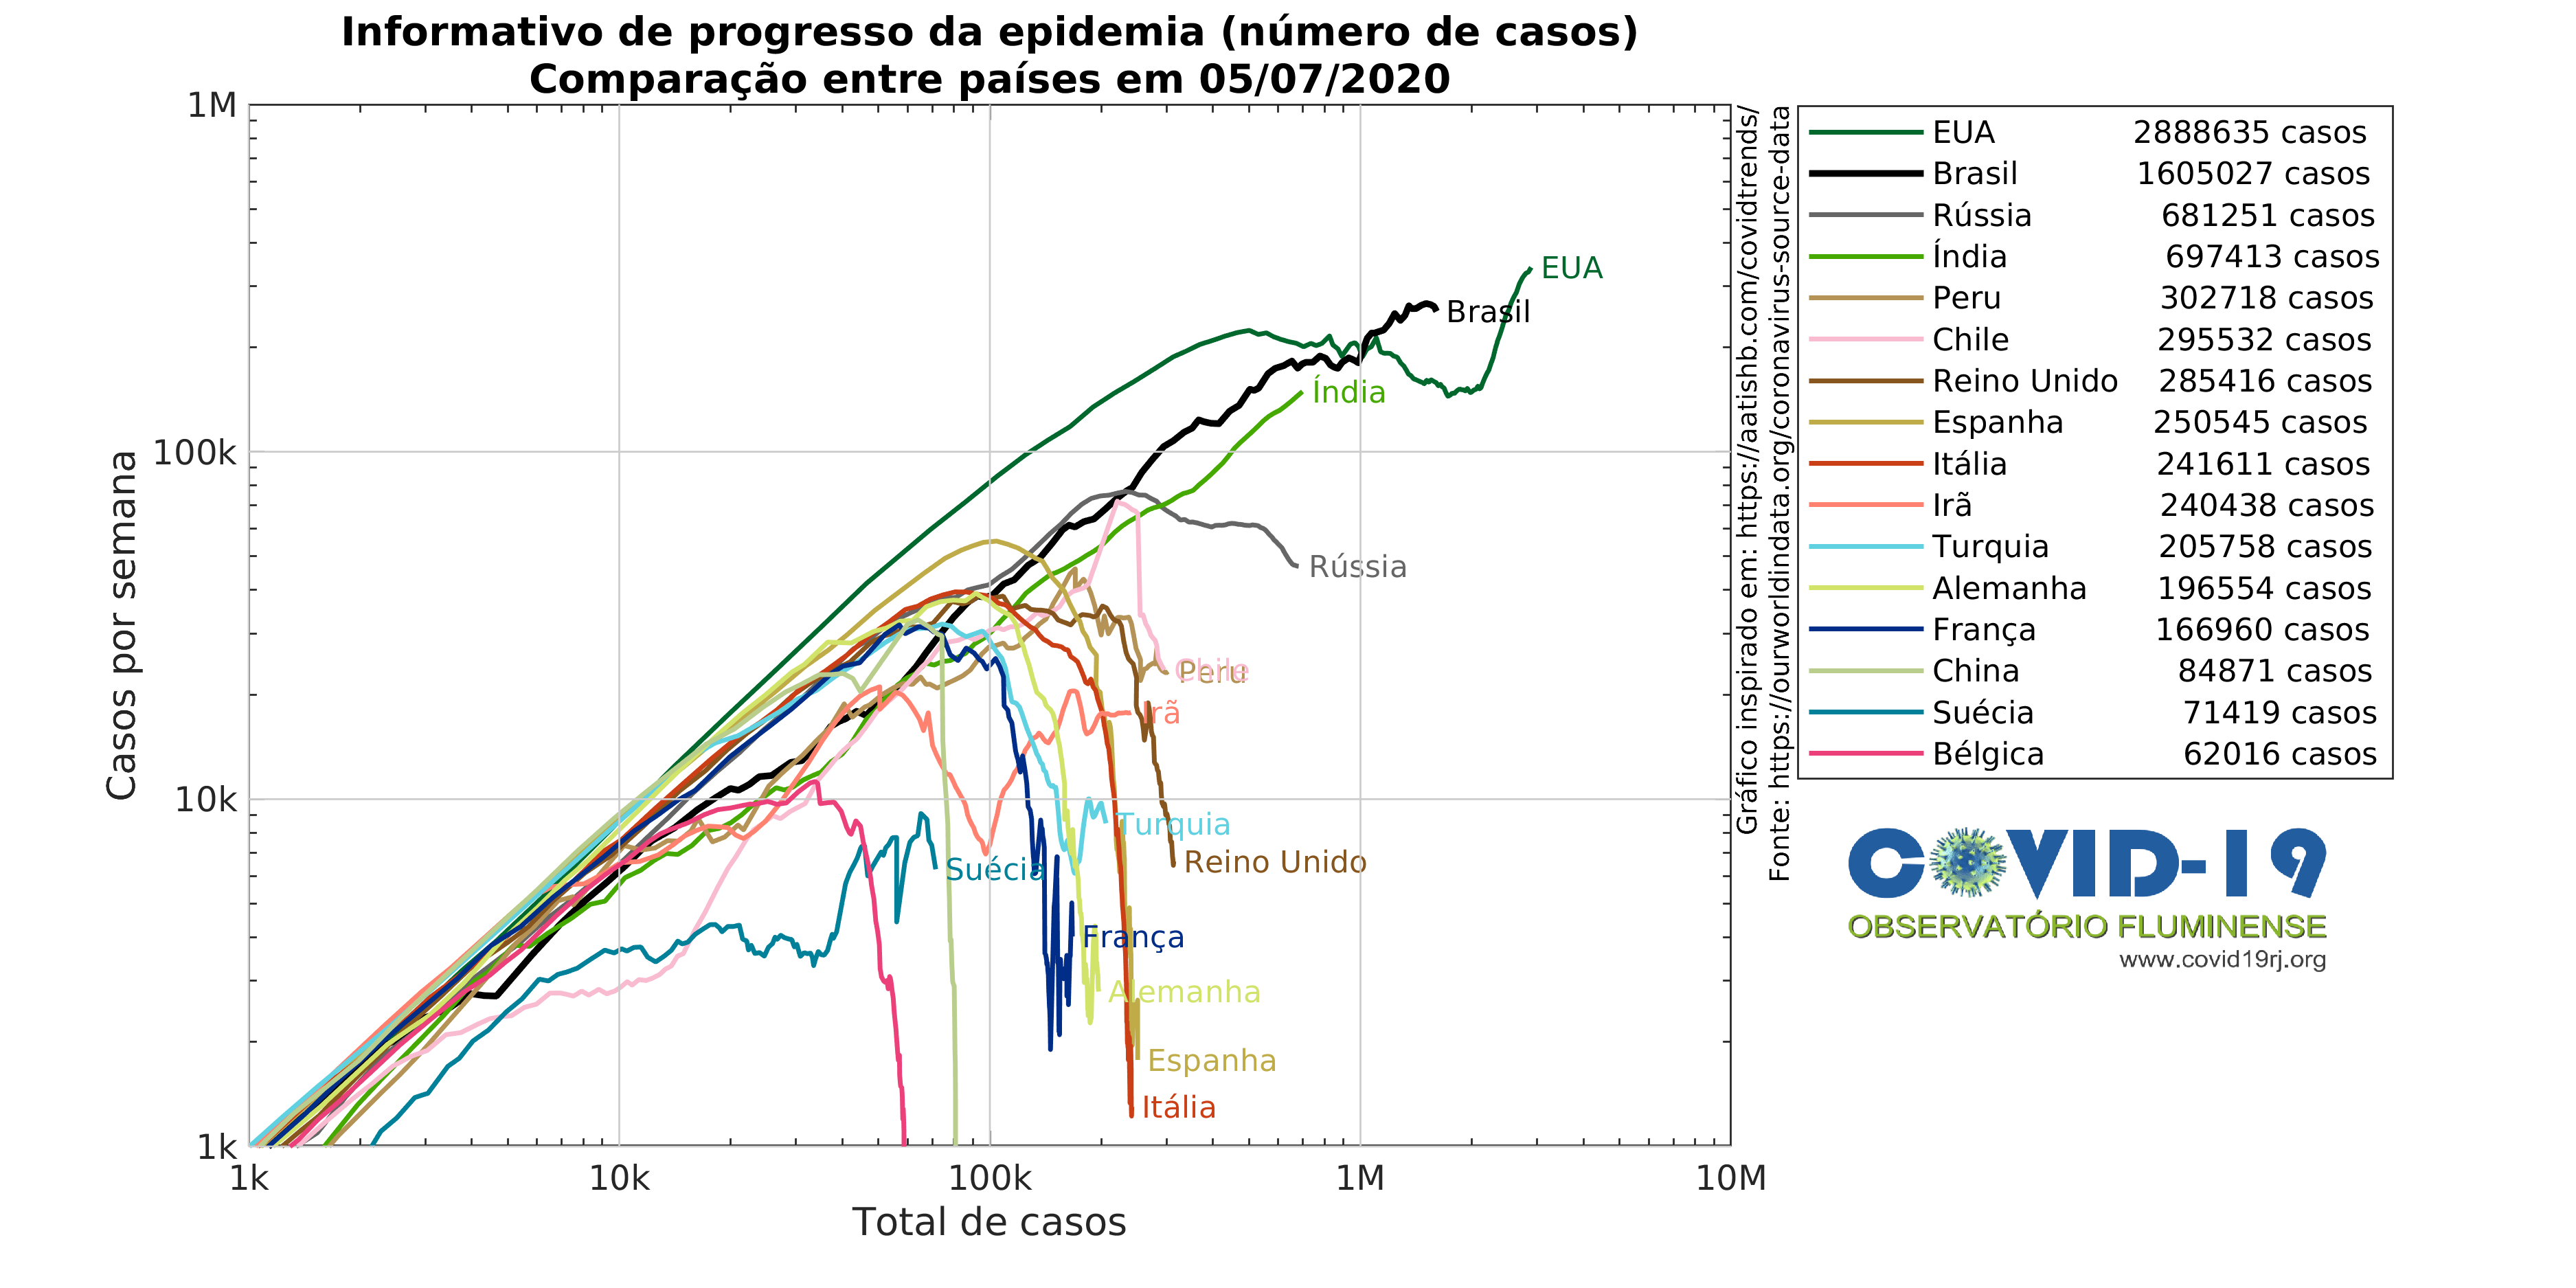 Informativo de progresso da epidemia (número de casos)
Comparação entre países em 05/07/2020
1M
100k
10k
1k
Casos por semana
1k
10k
100k
1M
10M
Total de casos
EUA
Brasil
Índia
Rússia
Peru
Chile
Irã
Turquia
Reino Unido
Suécia
França
Alemanha
Espanha
Itália
Gráfico inspirado em: https://aatishb.com/covidtrends/
Fonte: https://ourworldindata.org/coronavirus-source-data
EUA 2888635 casos
Brasil 1605027 casos
Rússia 681251 casos
Índia 697413 casos
Peru 302718 casos
Chile 295532 casos
Reino Unido 285416 casos
Espanha 250545 casos
Itália 241611 casos
Irã 240438 casos
Turquia 205758 casos
Alemanha 196554 casos
França 166960 casos
China 84871 casos
Suécia 71419 casos
Bélgica 62016 casos
COVID-19
OBSERVATÓRIO FLUMINENSE
www.covid19rj.org